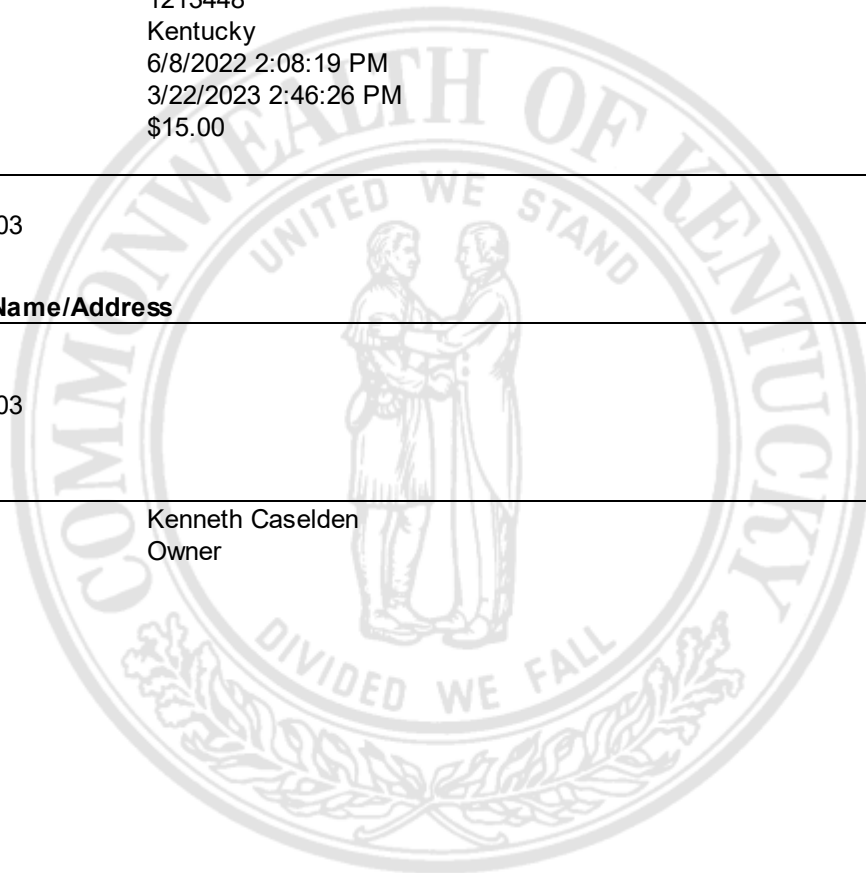 1213448
Kentucky
6/8/2022 2:08:19 PM
3/22/2023 2:46:26 PM
$15.00
03
Name/Address
03
Kenneth Caselden
Owner
COMMONWEALTH OF KENTUCKY
UNITED WE STAND
DIVIDED WE FALL